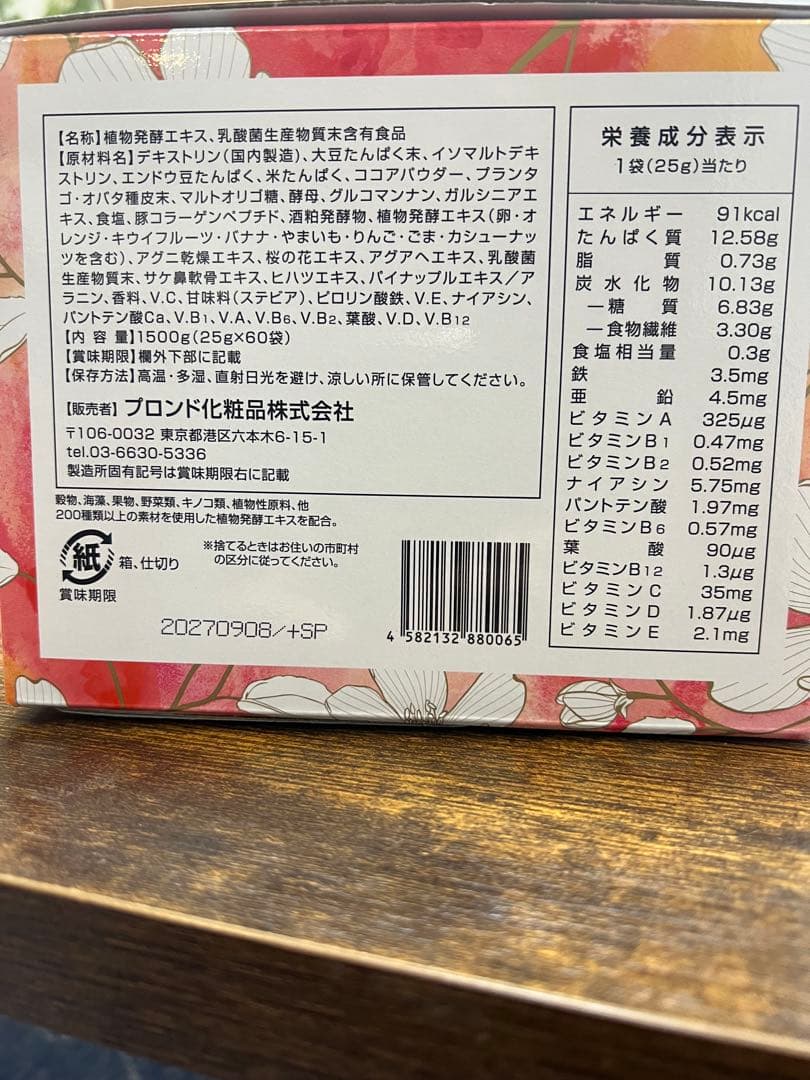 【名称】植物発酵エキス、乳酸菌生産物質末含有食品
【原材料名】デキストリン(国内製造)、大豆たんぱく末、イソマルトデキ
ストリン、エンドウ豆たんぱく、米たんぱく、ココアパウダー、プランタ
ゴ・オバタ種皮末、マルトオリゴ糖、酵母、グルコマンナン、ガルシニアエ
キス、食塩、豚コラーゲンペプチド、酒粕発酵物、植物発酵エキス(卵・オ
レンジ・キウイフルーツ・バナナ・やまいも・りんご・ごま・カシューナッ
ツを含む)、アグニ乾燥エキス、桜の花エキス、アグアヘエキス、乳酸菌
生産物質末、サケ鼻軟骨エキス、ヒハツエキス、パイナップルエキス/ア
ラニン、香料、V.C、甘味料(ステビア)、ピロリン酸鉄、V.E、ナイアシン、
パントテン酸Ca、V.B1、V.A、V.B6、V.B2、葉酸、V.D、V.B12
【内 容 量】1500g(25g×60袋)
【賞味期限】欄外下部に記載
【保存方法】高温・多湿、直射日光を避け、涼しい所に保管してください。
【販売者】プロンド化粧品株式会社
〒106-0032 東京都港区六本木6-15-1
tel.03-6630-5336
製造所固有記号は賞味期限右に記載
穀物、海藻、果物、野菜類、キノコ類、植物性原料、他
200種類以上の素材を使用した植物発酵エキスを配合。
紙 箱、仕切り
※捨てるときはお住いの市町村
の区分に従ってください。
賞味期限
20270908/+SP
4 582132 880065
栄養成分表示
1袋(25g)当たり
エネルギー 91kcal
たんぱく質 12.58g
脂 質 0.73g
炭水化物 10.13g
ー糖 質 6.83g
ー食物繊維 3.30g
食塩相当量 0.3g
鉄 3.5mg
亜 鉛 4.5mg
ビタミンA 325μg
ビタミンB1 0.47mg
ビタミンB2 0.52mg
ナイアシン 5.75mg
パントテン酸 1.97mg
ビタミンB6 0.57mg
葉 酸 90μg
ビタミンB12 1.3μg
ビタミンC 35mg
ビタミンD 1.87μg
ビタミンE 2.1mg